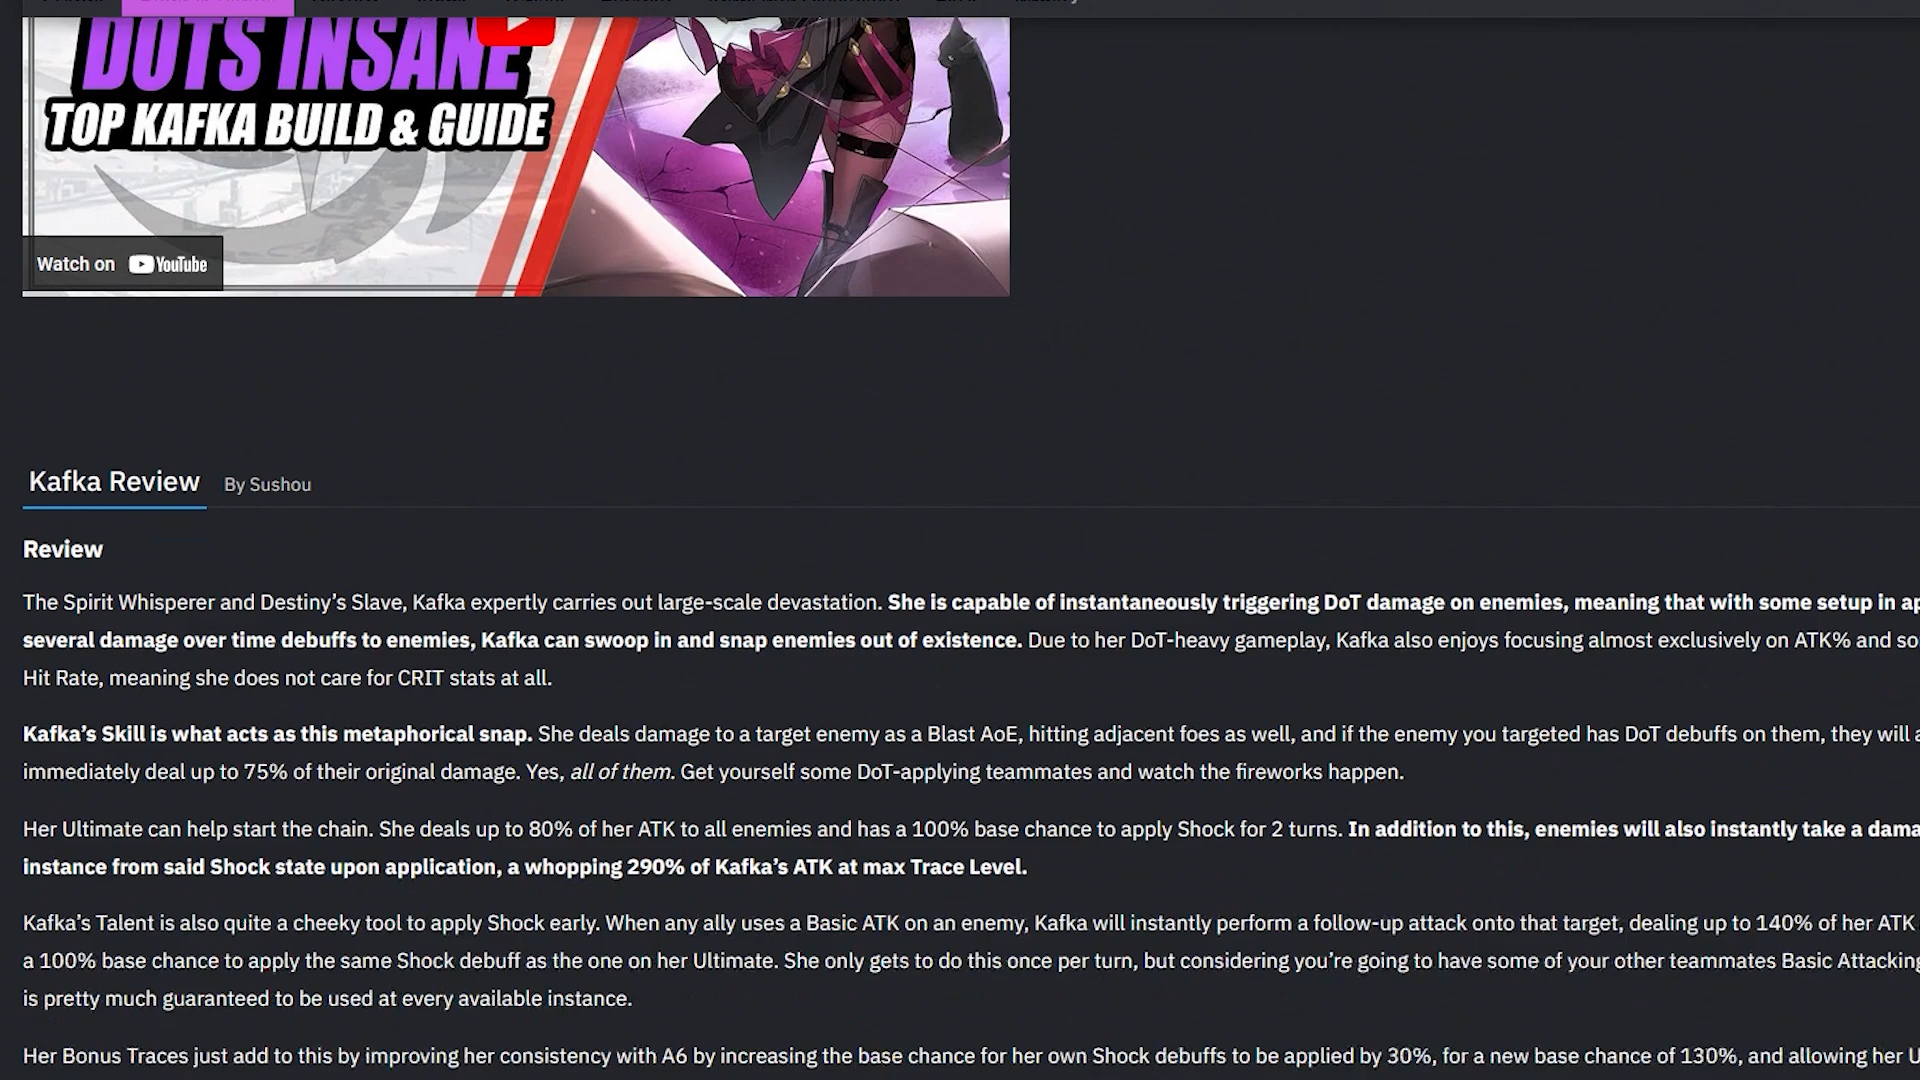 DOTS INSANE
TOP KAFKA BUILD & GUIDE
Watch on YouTube
Kafka Review By Sushou
Review
The Spirit Whisperer and Destiny's Slave, Kafka expertly carries out large-scale devastation. She is capable of instantaneously triggering DoT damage on enemies, meaning that with some setup in
several damage over time debuffs to enemies, Kafka can swoop in and snap enemies out of existence. Due to her DoT-heavy gameplay, Kafka also enjoys focusing almost exclusively on ATK% and
Hit Rate, meaning she does not care for CRIT stats at all.
Kafka's Skill is what acts as this metaphorical snap. She deals damage to a target enemy as a Blast AoE, hitting adjacent foes as well, and if the enemy you targeted has DoT debuffs on them, they will
immediately deal up to 75% of their original damage. Yes, all of them. Get yourself some DoT-applying teammates and watch the fireworks happen.
Her Ultimate can help start the chain. She deals up to 80% of her ATK to all enemies and has a 100% base chance to apply Shock for 2 turns. In addition to this, enemies will also instantly take a
instance from said Shock state upon application, a whopping 290% of Kafka's ATK at max Trace Level.
Kafka's Talent is also quite a cheeky tool to apply Shock early. When any ally uses a Basic ATK on an enemy, Kafka will instantly perform a follow-up attack onto that target, dealing up to 140% of her ATK
a 100% base chance to apply the same Shock debuff as the one on her Ultimate. She only gets to do this once per turn, but considering you're going to have some of your other teammates Basic Attacking
is pretty much guaranteed to be used at every available instance.
Her Bonus Traces just add to this by improving her consistency with A6 by increasing the base chance for her own Shock debuffs to be applied by 30%, for a new base chance of 130%, and allowing her